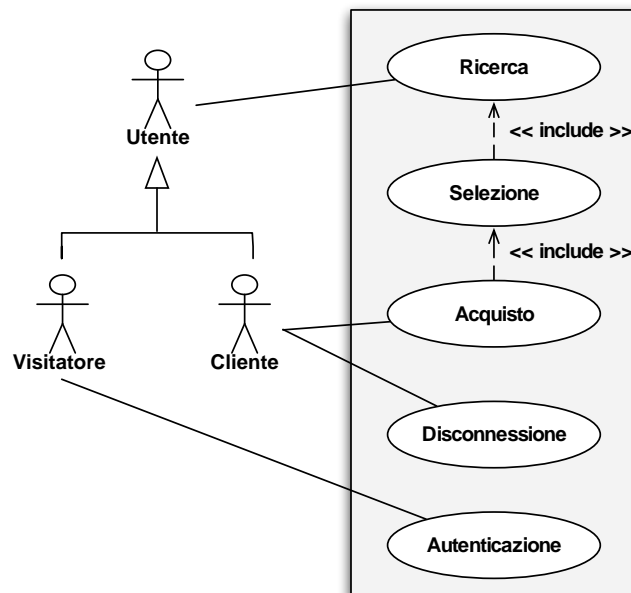 Ricerca
Utente
<< include >>
Selezione
<< include >>
Acquisto
Visitatore
Cliente
Disconnessione
Autenticazione